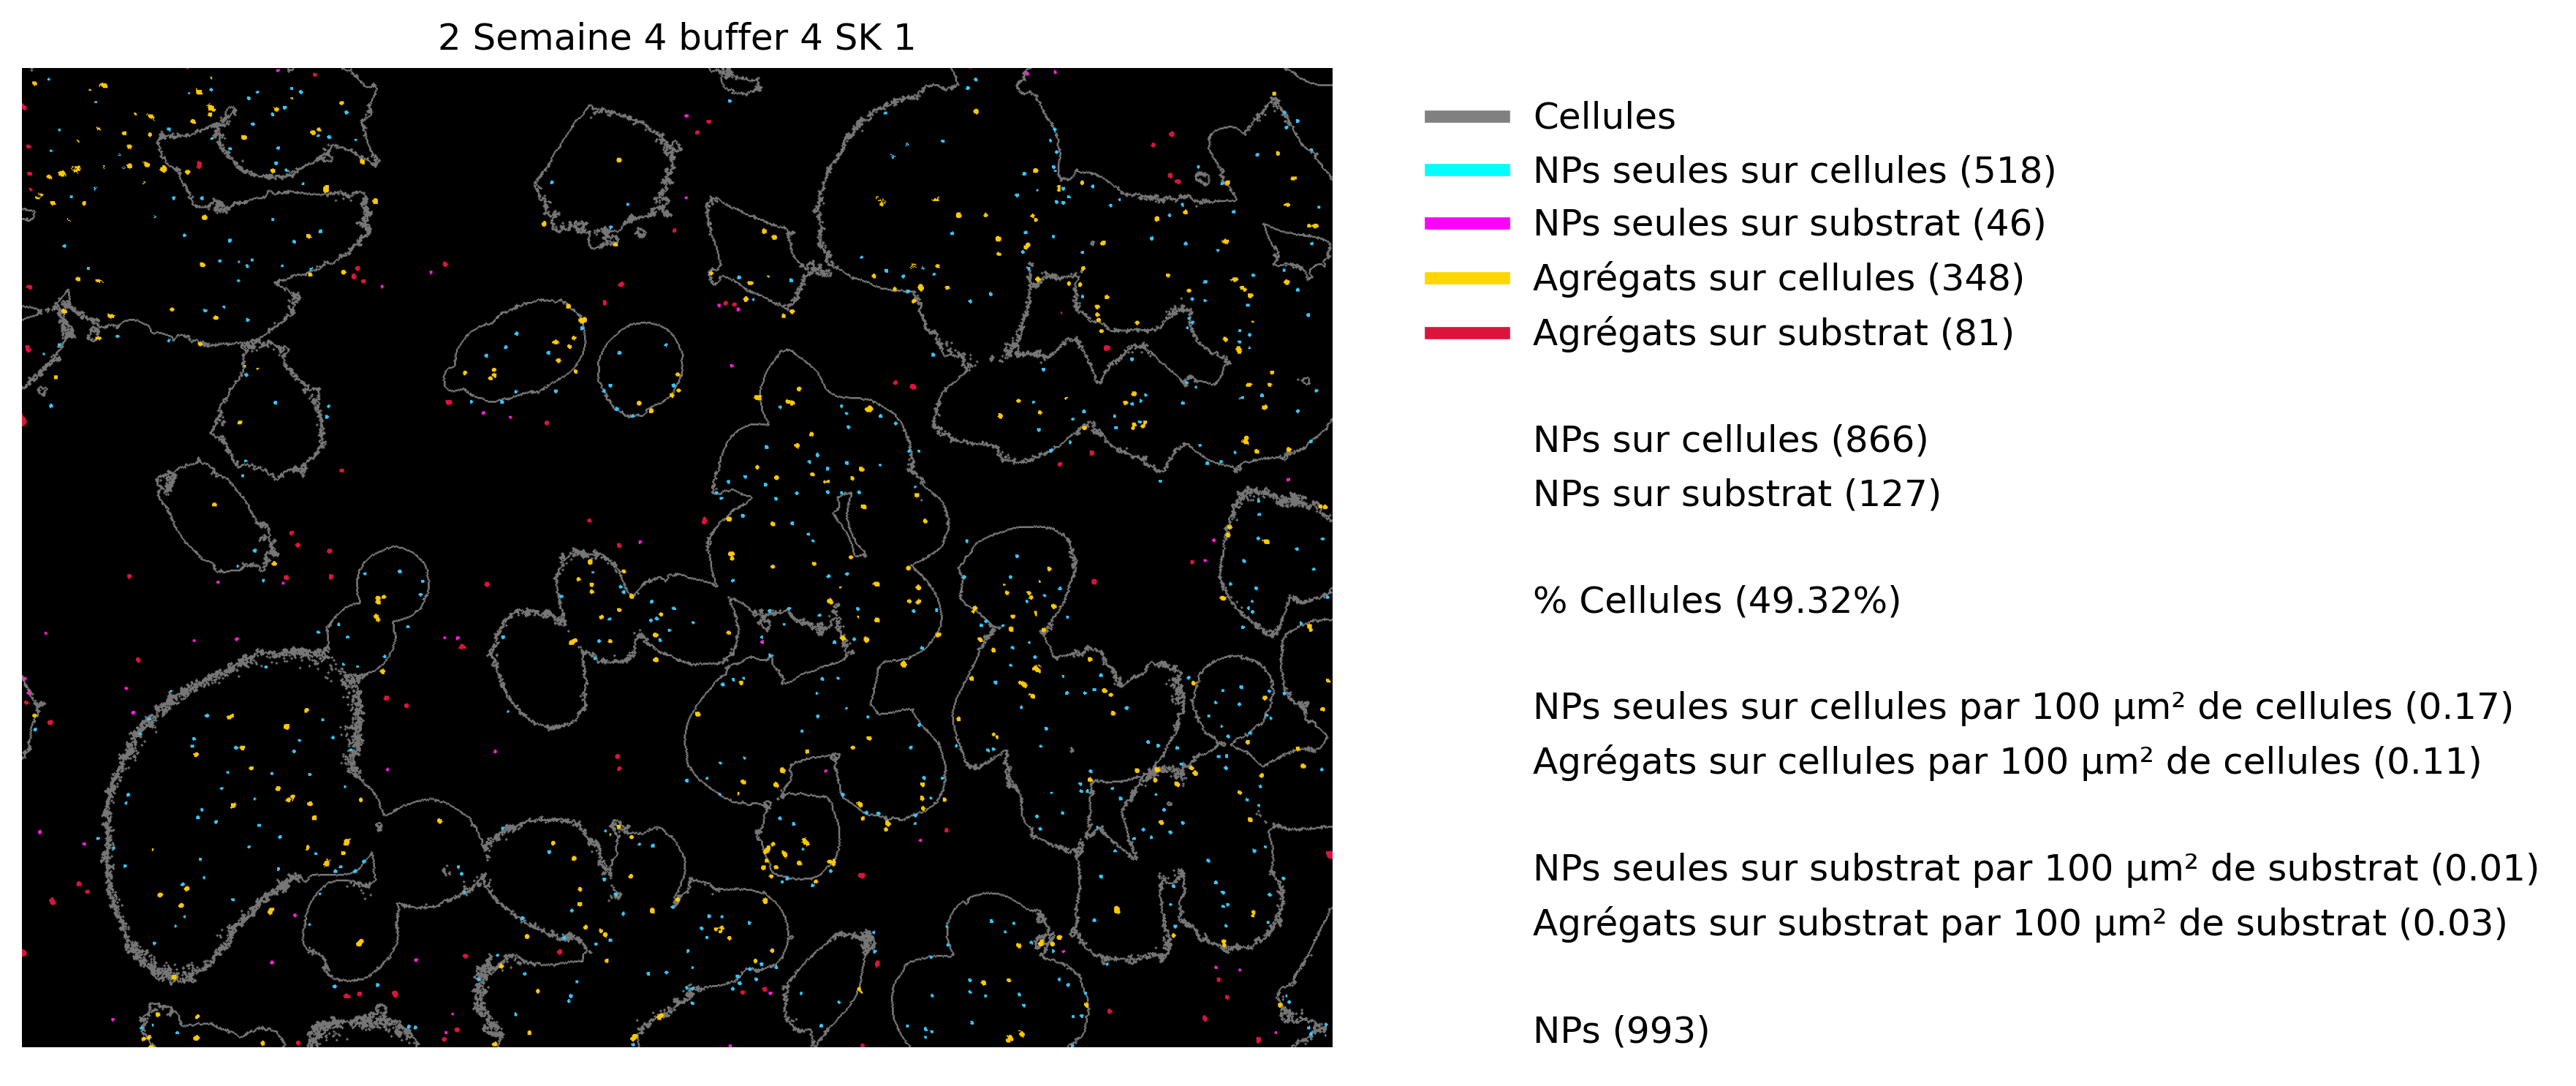 2 Semaine 4 buffer 4 SK 1
Cellules
NPs seules sur cellules (518)
NPs seules sur substrat (46)
Agrégats sur cellules (348)
Agrégats sur substrat (81)
NPs sur cellules (866)
NPs sur substrat (127)
% Cellules (49.32%)
NPs seules sur cellules par 100 µm² de cellules (0.17)
Agrégats sur cellules par 100 µm² de cellules (0.11)
NPs seules sur substrat par 100 µm² de substrat (0.01)
Agrégats sur substrat par 100 µm² de substrat (0.03)
NPs (993)